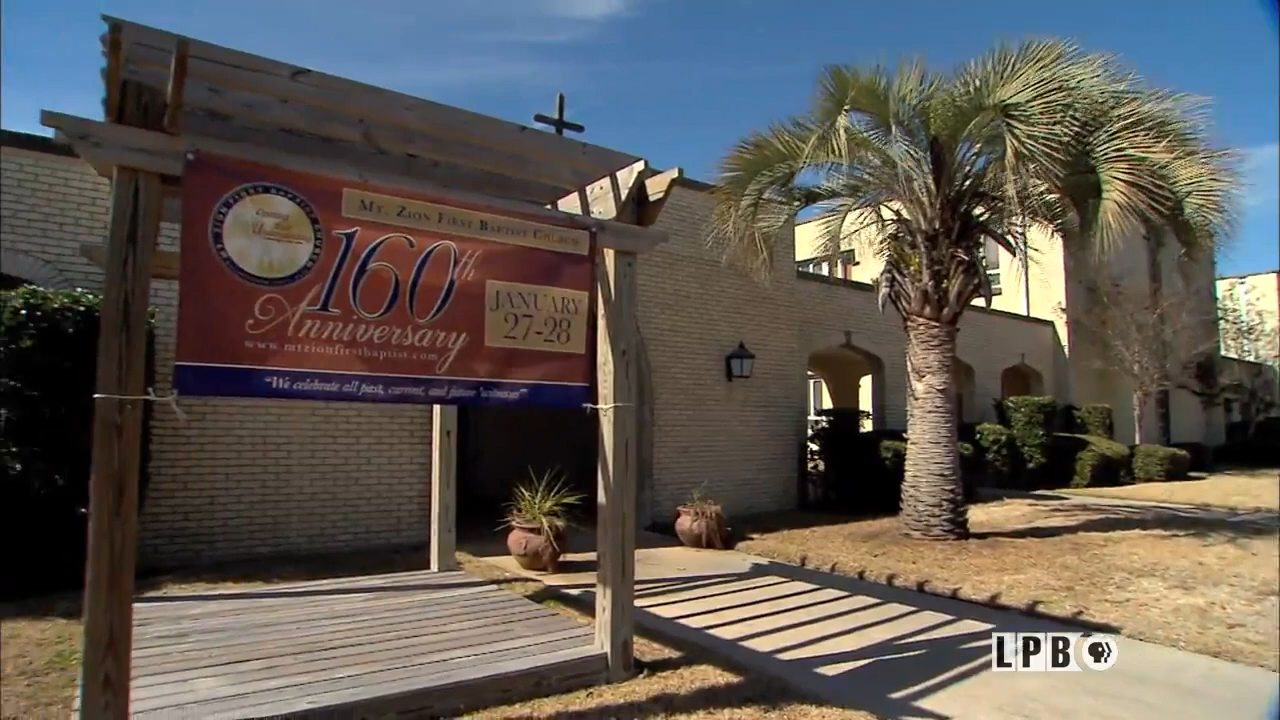 MT. ZION FIRST BAPTIST CHURCH
160th
Anniversary
JANUARY
27-28
www.mtzionfirstbaptist.com
"We celebrate all past, current, and future 'witnesses'"
LPB